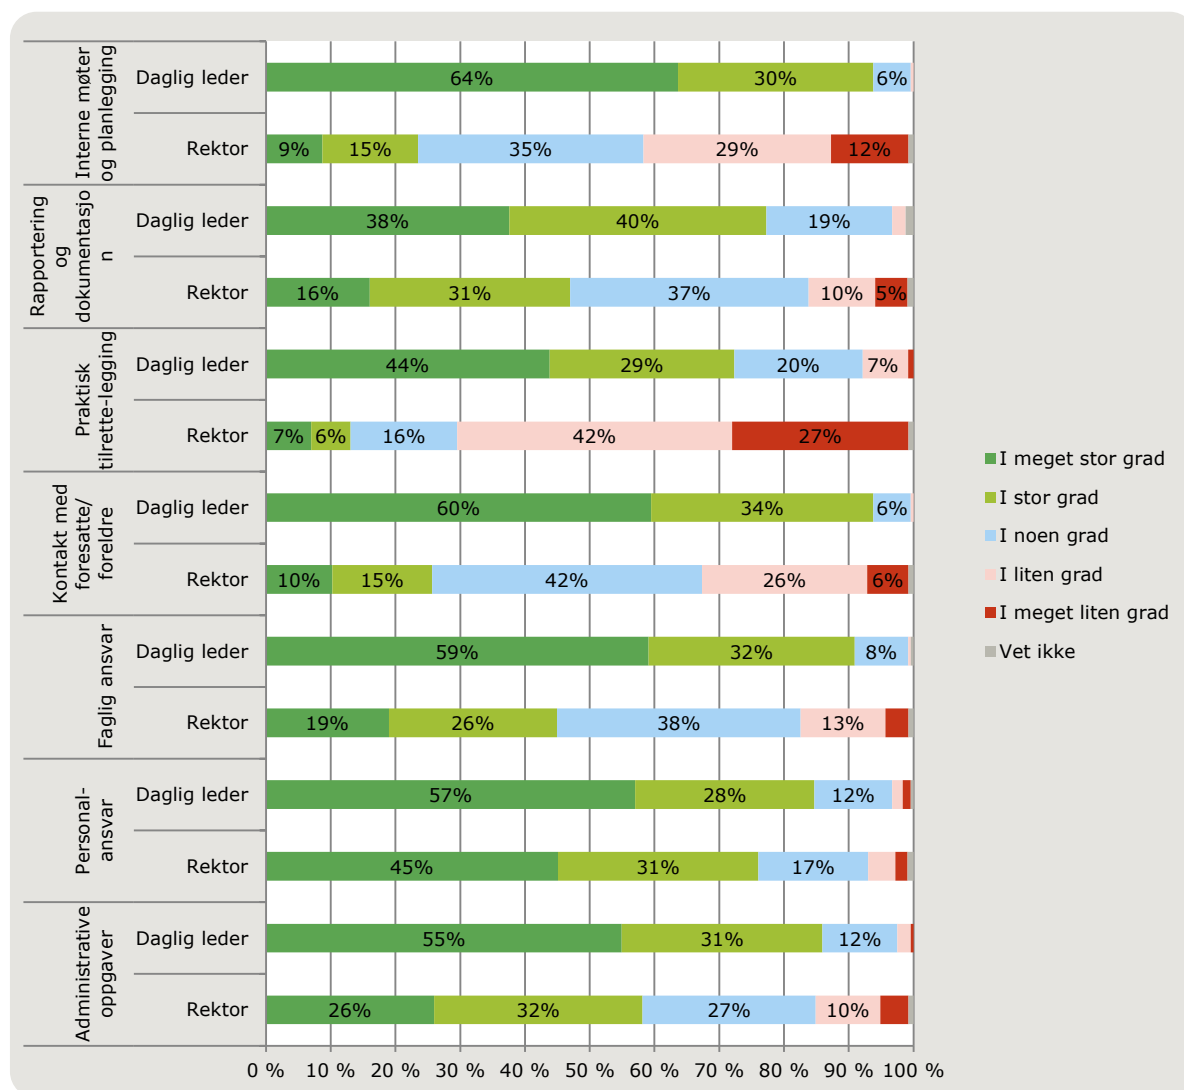 Interne møter
og planlegging
Daglig leder
64%
30%
6%
Rektor
9%
15%
35%
29%
12%
Rapportering
og
dokumentasjo
n
Daglig leder
38%
40%
19%
Rektor
16%
31%
37%
10%
5%
Praktisk
tilrette-legging
Daglig leder
44%
29%
20%
7%
Rektor
7%
6%
16%
42%
27%
Kontakt med
foresatte/
foreldre
Daglig leder
60%
34%
6%
Rektor
10%
15%
42%
26%
6%
Faglig ansvar
Daglig leder
59%
32%
8%
Rektor
19%
26%
38%
13%
Personal-
ansvar
Daglig leder
57%
28%
12%
Rektor
45%
31%
17%
Administrative
oppgaver
Daglig leder
55%
31%
12%
Rektor
26%
32%
27%
10%
0 % 10 % 20 % 30 % 40 % 50 % 60 % 70 % 80 % 90 % 100 %
I meget stor grad
I stor grad
I noen grad
I liten grad
I meget liten grad
Vet ikke